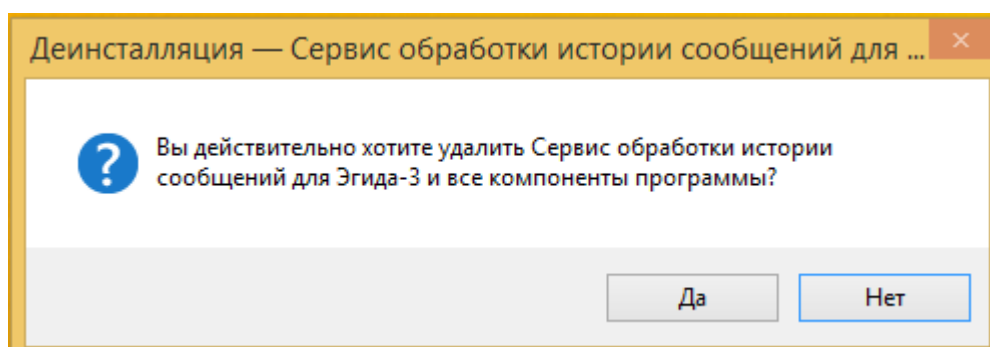 Деинсталляция — Сервис обработки истории сообщений для ...
Вы действительно хотите удалить Сервис обработки истории
сообщений для Эгида-3 и все компоненты программы?
Да
Нет